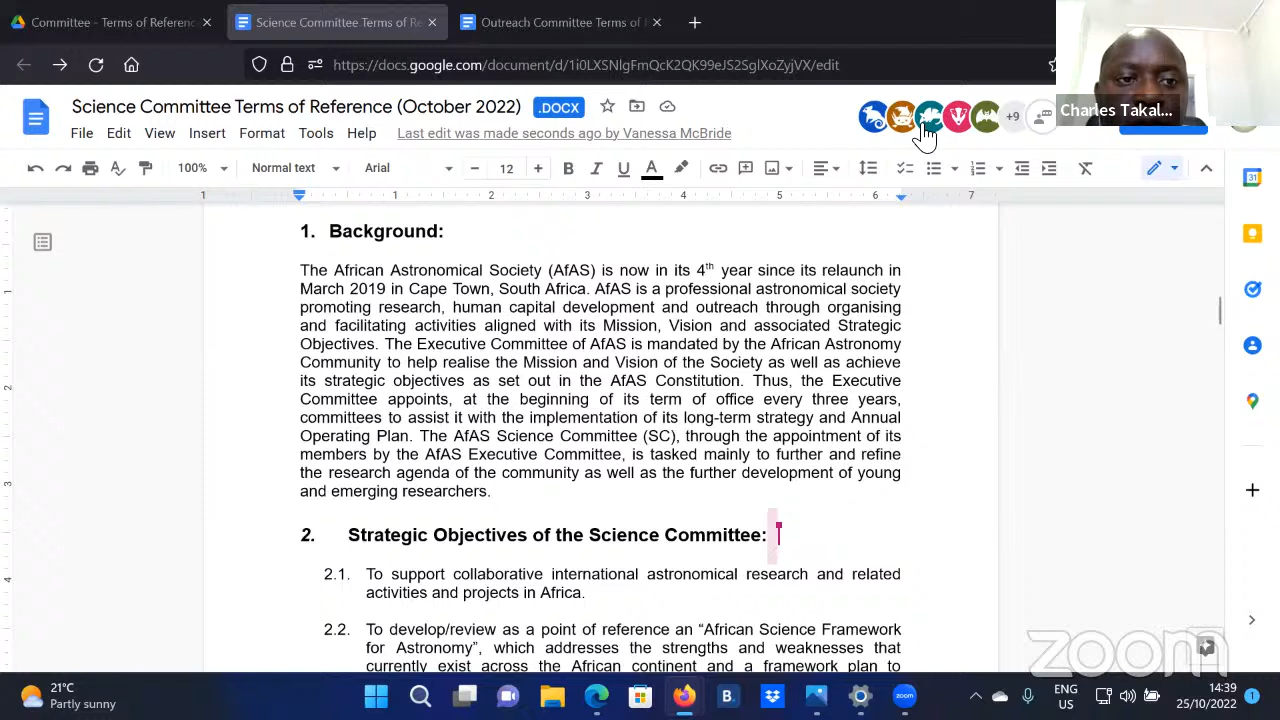 Committee - Terms of Referenc
Science Committee Terms of Re
Outreach Committee Terms of R
https://docs.google.com/document/d/1i0LXSNlgFmQcK2QK99eJS2SglXoZyjVX/edit
Science Committee Terms of Reference (October 2022) .DOCX
+9
Charles Takal...
File Edit View Insert Format Tools Help Last edit was made seconds ago by Vanessa McBride
100% Normal text Arial 12
1 1 2 3 4 5 6 7
31
1. Background:
The African Astronomical Society (AfAS) is now in its 4th year since its relaunch in
March 2019 in Cape Town, South Africa. AfAS is a professional astronomical society
promoting research, human capital development and outreach through organising
and facilitating activities aligned with its Mission, Vision and associated Strategic
Objectives. The Executive Committee of AfAS is mandated by the African Astronomy
Community to help realise the Mission and Vision of the Society as well as achieve
its strategic objectives as set out in the AfAS Constitution. Thus, the Executive
Committee appoints, at the beginning of its term of office every three years,
committees to assist it with the implementation of its long-term strategy and Annual
Operating Plan. The AfAS Science Committee (SC), through the appointment of its
members by the AfAS Executive Committee, is tasked mainly to further and refine
the research agenda of the community as well as the further development of young
and emerging researchers.
2. Strategic Objectives of the Science Committee:
2.1. To support collaborative international astronomical research and related
activities and projects in Africa.
2.2. To develop/review as a point of reference an “African Science Framework
for Astronomy”, which addresses the strengths and weaknesses that
currently exist across the African continent and a framework plan to
zoom
21°C
Partly sunny
B.
zoom
ENG
US
14:39
25/10/2022
1